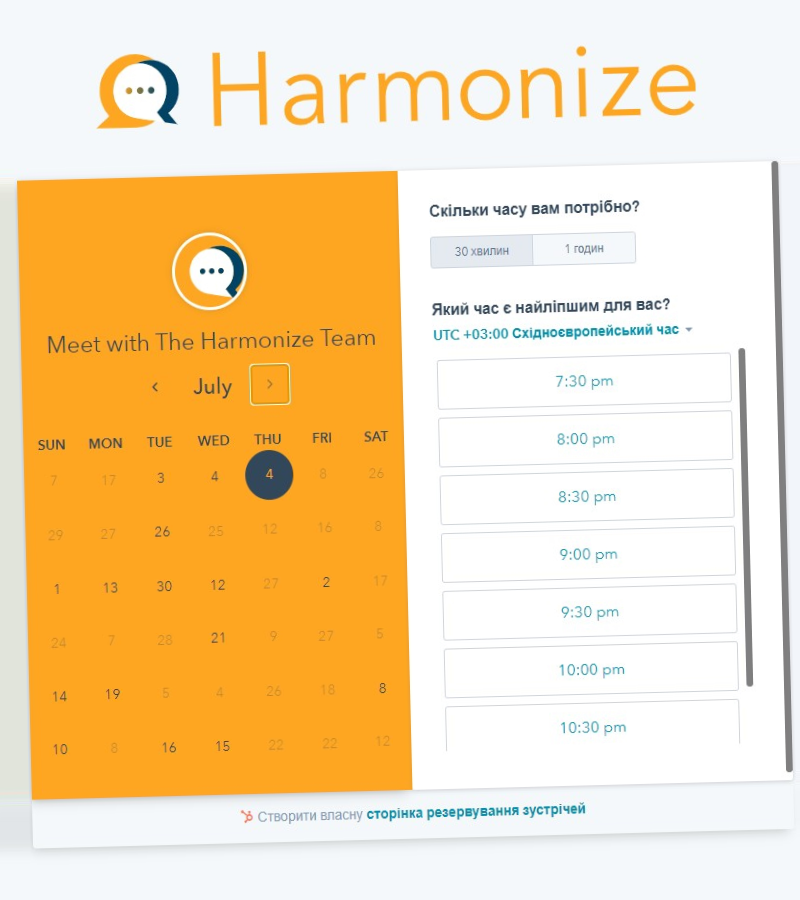 Harmonize
Meet with The Harmonize Team
July
SUN MON TUE WED THU FRI SAT
7 17 3 4 4 8 26
29 27 26 25 12 16 8
1 13 30 12 27 2 17
24 7 28 21 9 27 5
14 19 5 4 26 18 8
10 8 16 15 22 22 12
Скільки часу вам потрібно?
30 хвилин 1 годин
Який час є найліпшим для вас?
UTC +03:00 Східноєвропейський час
7:30 pm
8:00 pm
8:30 pm
9:00 pm
9:30 pm
10:00 pm
10:30 pm
Створити власну сторінка резервування зустрічей